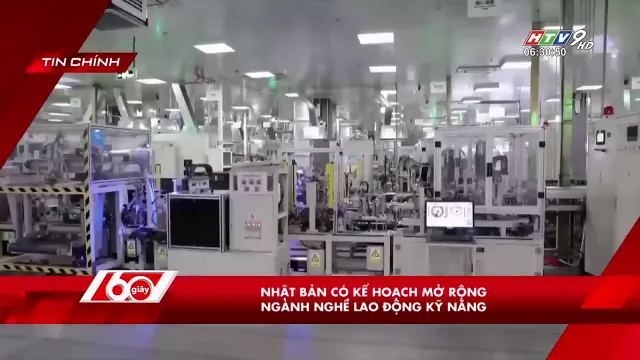 TIN CHÍNH
HTV9 HD
06:30:50
60 giây
NHẬT BẢN CÓ KẾ HOẠCH MỞ RỘNG
NGÀNH NGHỀ LAO ĐỘNG KỸ NĂNG